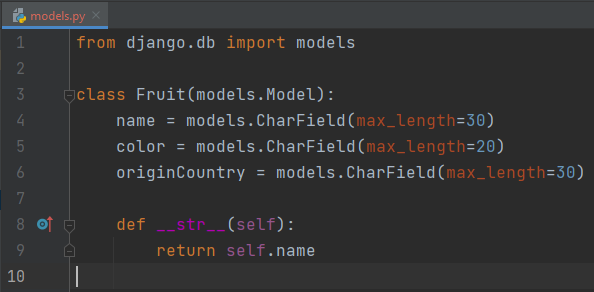 models.py
1 from django.db import models
2
3 class Fruit(models.Model):
4     name = models.CharField(max_length=30)
5     color = models.CharField(max_length=20)
6     originCountry = models.CharField(max_length=30)
7
8     def __str__(self):
9         return self.name
10